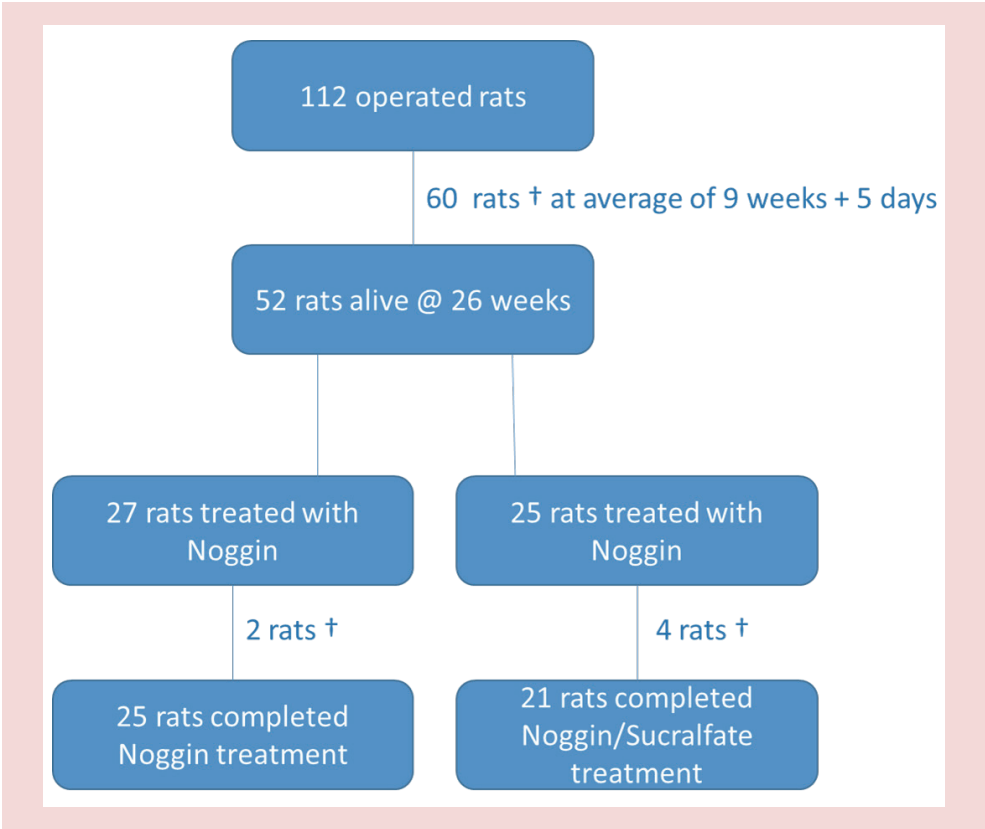 112 operated rats
60 rats † at average of 9 weeks + 5 days
52 rats alive @ 26 weeks
27 rats treated with
Noggin
25 rats treated with
Noggin
2 rats †
4 rats †
25 rats completed
Noggin treatment
21 rats completed
Noggin/Sucralfate
treatment